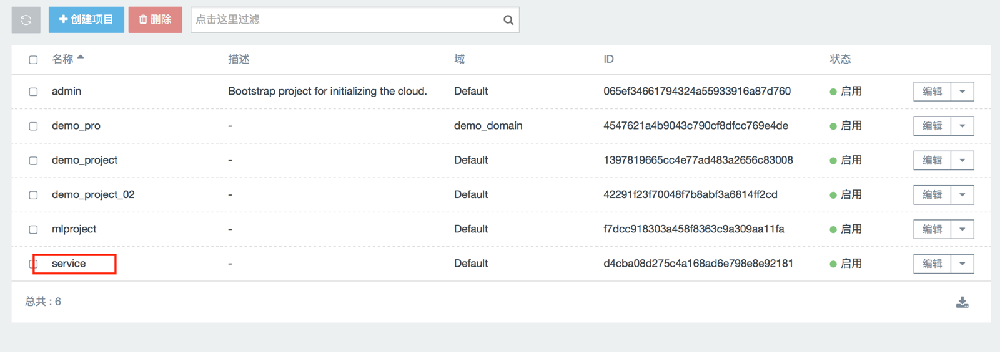 创建项目 删除 点击这里过滤
名称 描述 域 ID 状态
admin Bootstrap project for initializing the cloud. Default 065ef34661794324a55933916a87d760 启用 编辑
demo_pro - demo_domain 4547621a4b9043c790cf8dfcc769e4de 启用 编辑
demo_project - Default 1397819665cc4e77ad483a2656c83008 启用 编辑
demo_project_02 - Default 42291f23f70048f7b8abf3a6814ff2cd 启用 编辑
mlproject - Default f7dcc918303a458f8363c9a309aa11fa 启用 编辑
service - Default d4cba08d275c4a168ad6e798e8e92181 启用 编辑
总共 : 6